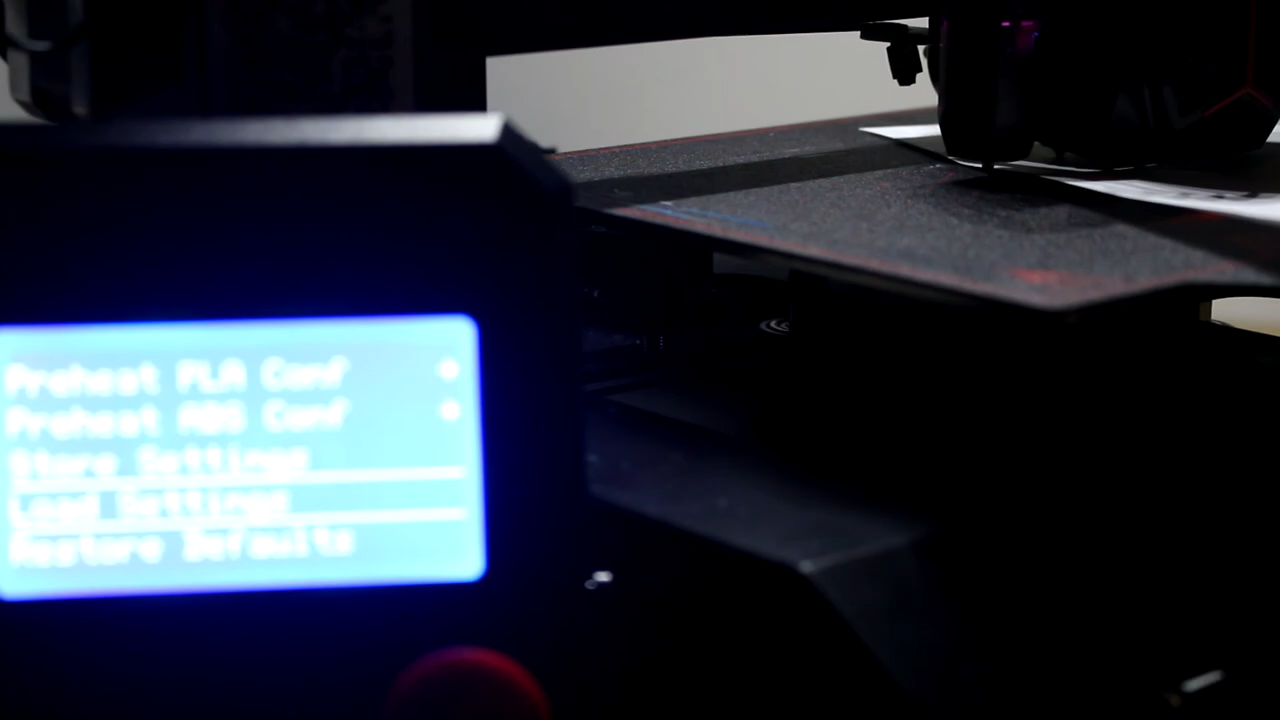 Preheat PLA Conf
Preheat ABS Conf
Store Settings
Load Settings
Restore Defaults